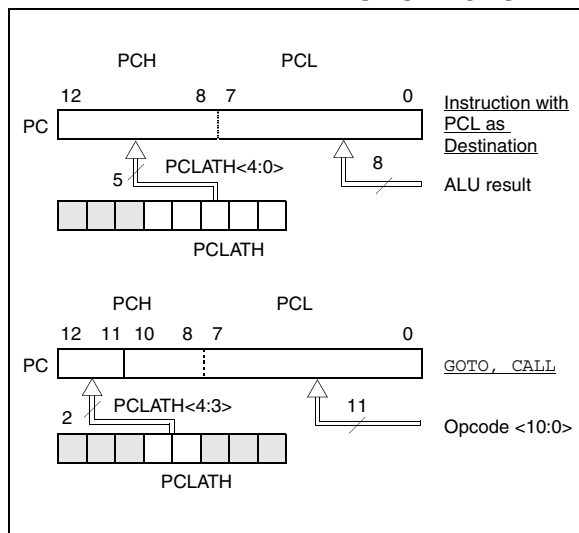 PCH PCL
12 8 7 0
PC
Instruction with
PCL as
Destination
5 PCLATH<4:0> 8
ALU result
PCLATH
PCH PCL
12 11 10 8 7 0
PC GOTO, CALL
2 PCLATH<4:3> 11
Opcode <10:0>
PCLATH